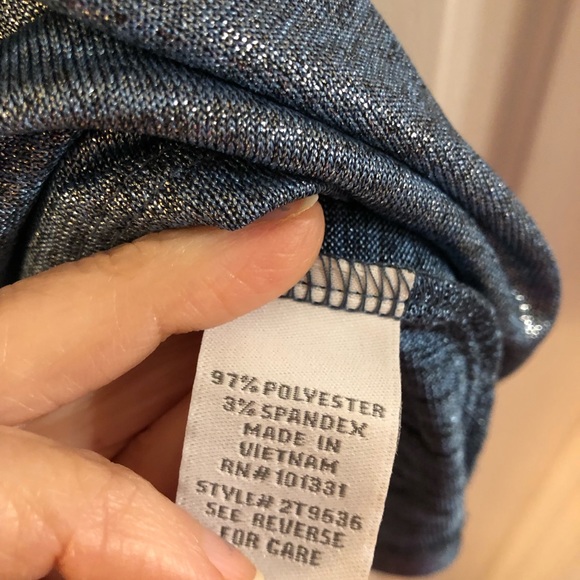 97% POLYESTER
3% SPANDEX
MADE IN
VIETNAM
RN# 101331
STYLE# 2T9636
SEE REVERSE
FOR CARE